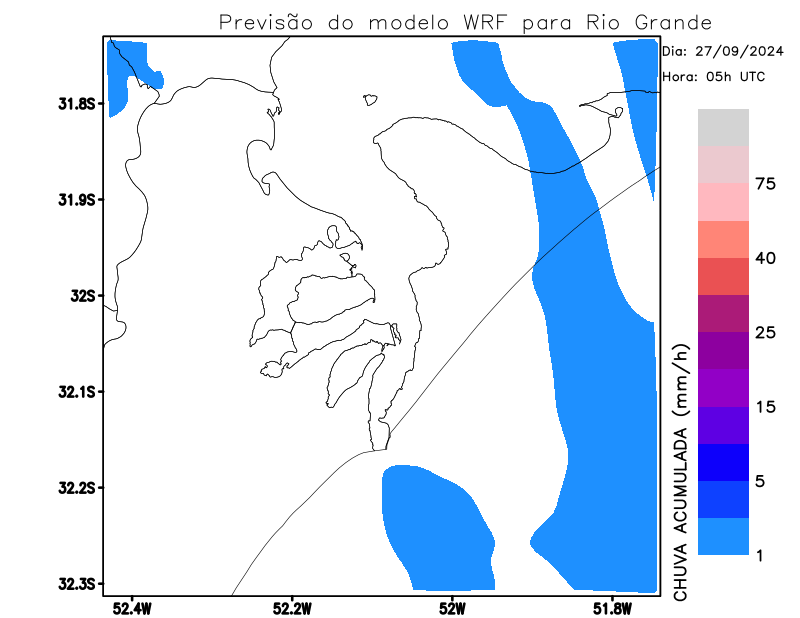 Previsão do modelo WRF para Rio Grande
Dia: 27/09/2024
Hora: 05h UTC
31.8S
31.9S
32S
32.1S
32.2S
32.3S
52.4W
52.2W
52W
51.8W
75
40
25
15
5
1
CHUVA ACUMULADA (mm/h)